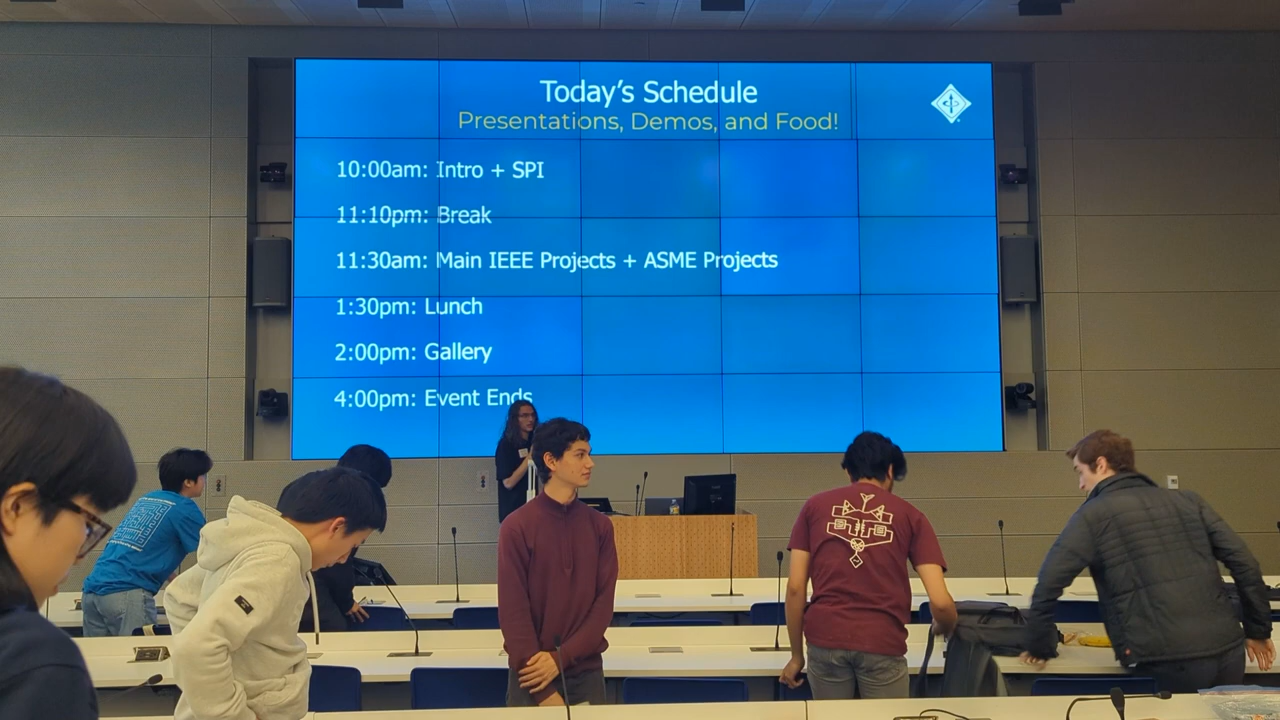 Today's Schedule
Presentations, Demos, and Food!
10:00am: Intro + SPI
11:10pm: Break
11:30am: Main IEEE Projects + ASME Projects
1:30pm: Lunch
2:00pm: Gallery
4:00pm: Event Ends